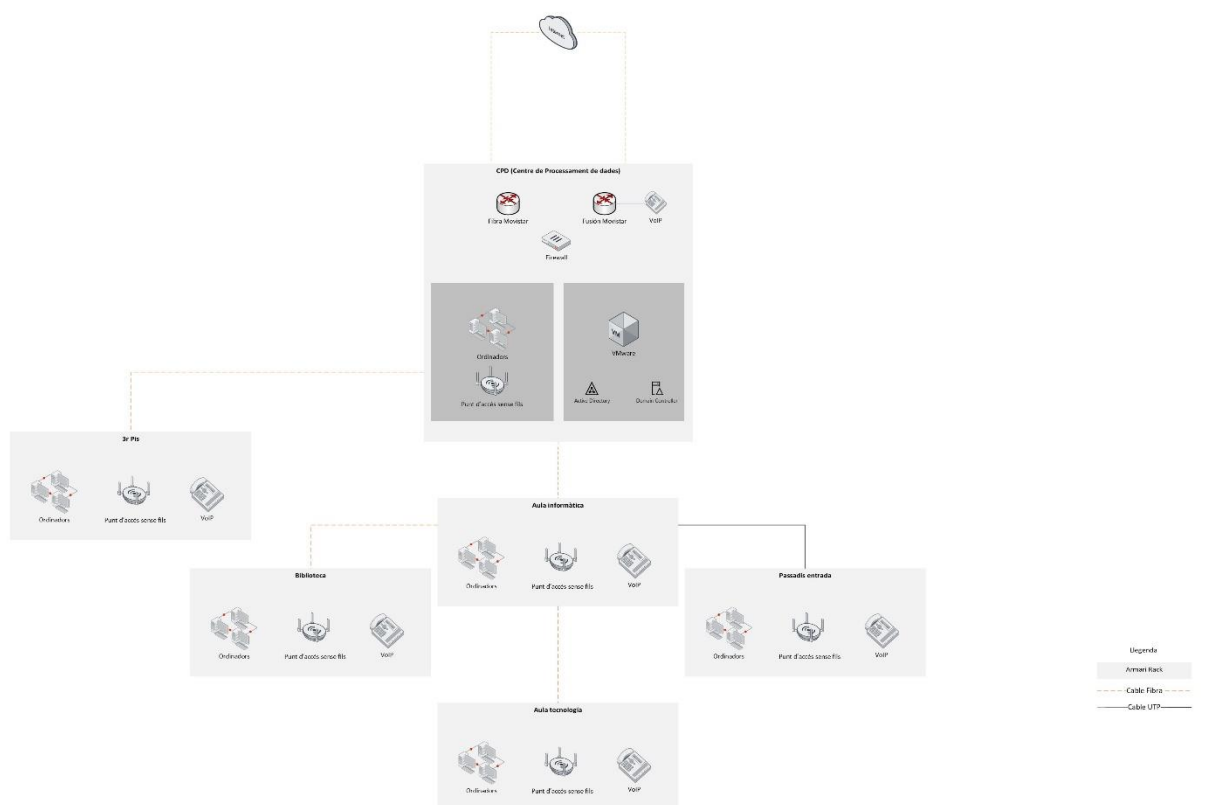 CPD (Centre de Processament de dades)
Fibra Movistar
Fusión Movistar
VoIP
Firewall
Ordinadors
VM
VMware
Punt d'accés sense fils
Active Directory
Domain Controller
3r Pis
Ordinadors
Punt d'accés sense fils
VoIP
Aula informàtica
Ordinadors
Punt d'accés sense fils
VoIP
Biblioteca
Ordinadors
Punt d'accés sense fils
VoIP
Passadís entrada
Ordinadors
Punt d'accés sense fils
VoIP
Llegenda
Armari Rack
Cable Fibra
Cable UTP
Aula tecnologia
Ordinadors
Punt d'accés sense fils
VoIP